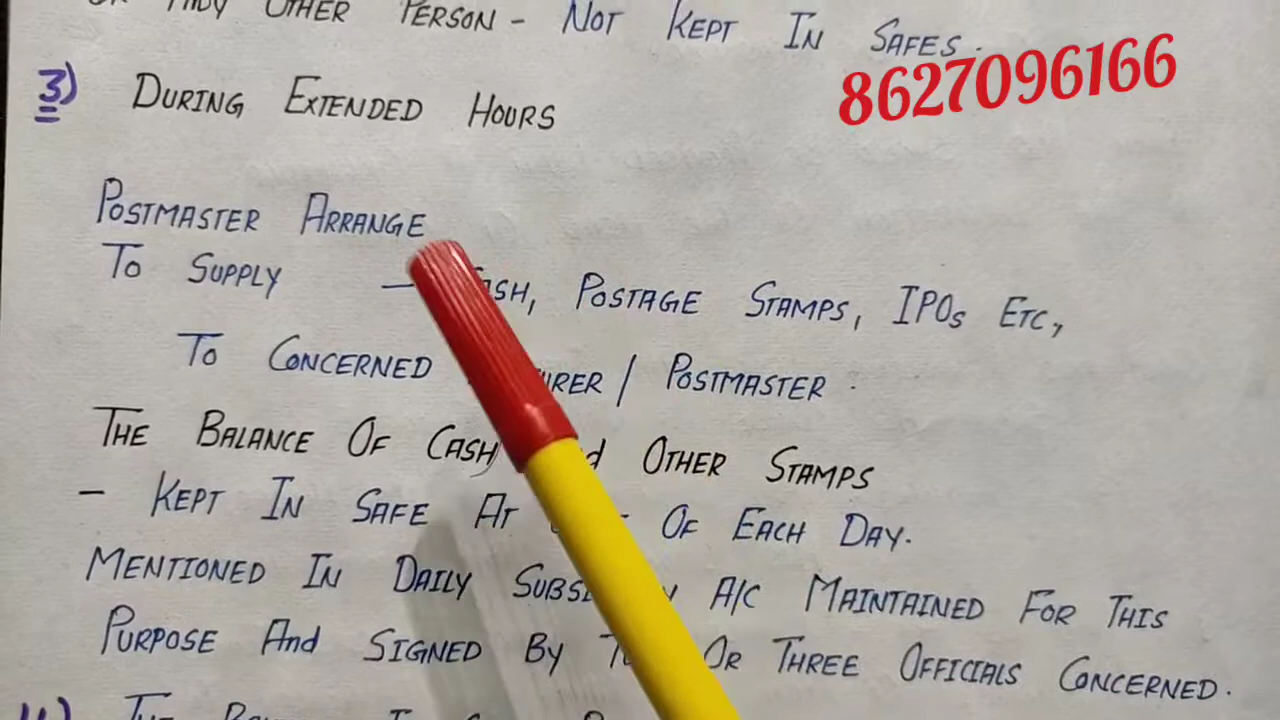 OTHER PERSON - NOT KEPT IN SAFES.
8627096166
3) DURING EXTENDED HOURS
POSTMASTER ARRANGE
TO SUPPLY - CASH, POSTAGE STAMPS, IPOs ETC,
TO CONCERNED / POSTMASTER.
THE BALANCE OF CASH And OTHER STAMPS
- KEPT IN SAFE AT OF EACH DAY.
MENTIONED IN DAILY A/C MAINTAINED FOR THIS
PURPOSE And SIGNED BY OR THREE OFFICIALS CONCERNED.